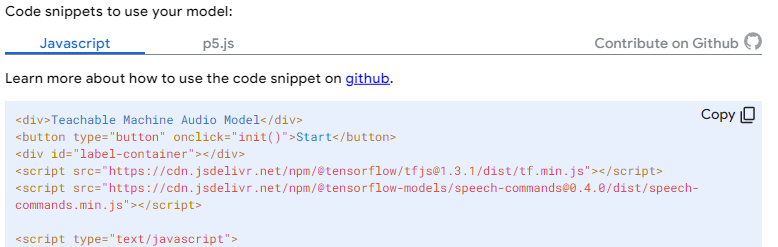 Code snippets to use your model:
Javascript p5.js Contribute on Github
Learn more about how to use the code snippet on github.
Copy
<div>Teachable Machine Audio Model</div>
<button type="button" onclick="init()">Start</button>
<div id="label-container"></div>
<script src="https://cdn.jsdelivr.net/npm/@tensorflow/tfjs@1.3.1/dist/tf.min.js"></script>
<script src="https://cdn.jsdelivr.net/npm/@tensorflow-models/speech-commands@0.4.0/dist/speech-
commands.min.js"></script>
<script type="text/javascript">